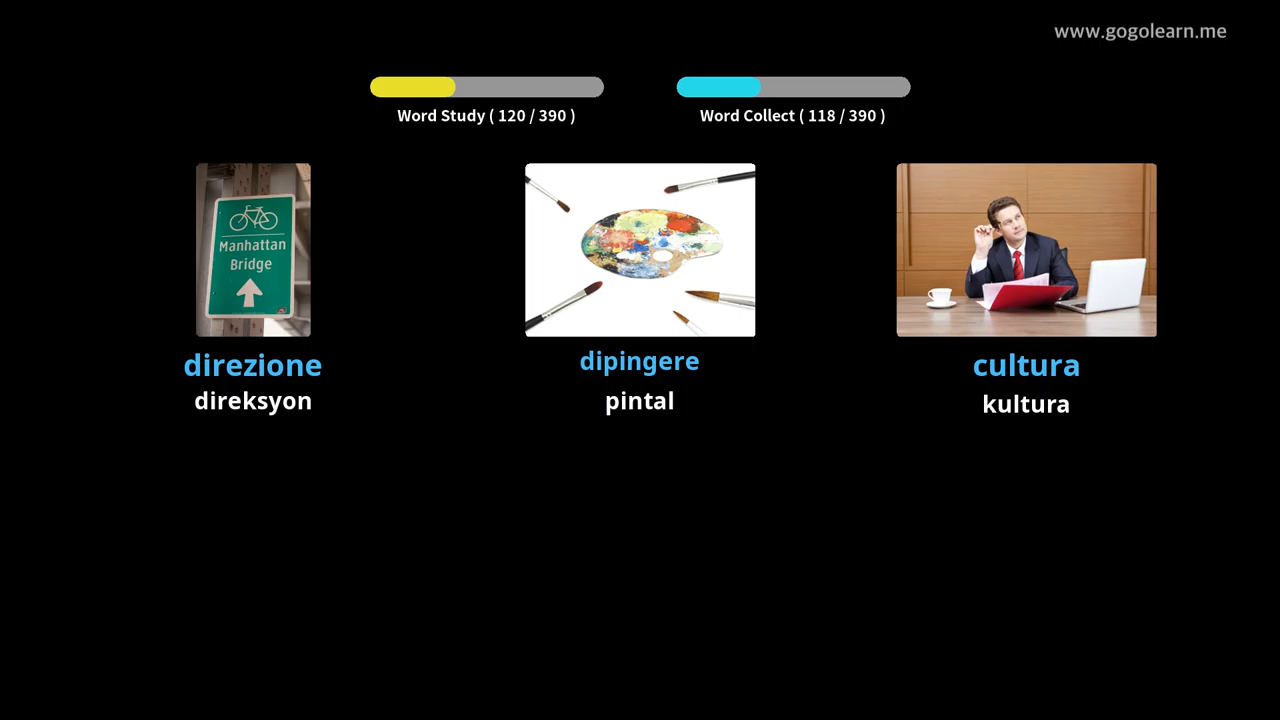 www.gogolearn.me
Word Study ( 120 / 390 )
Word Collect ( 118 / 390 )
Manhattan
Bridge
direzione
direksyon
dipingere
pintal
cultura
kultura